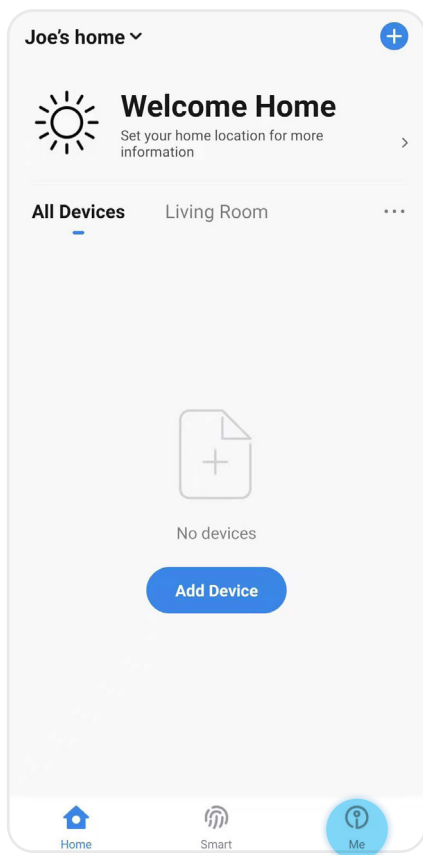 Joe's home
Welcome Home
Set your home location for more
information
All Devices Living Room
No devices
Add Device
Home Smart Me